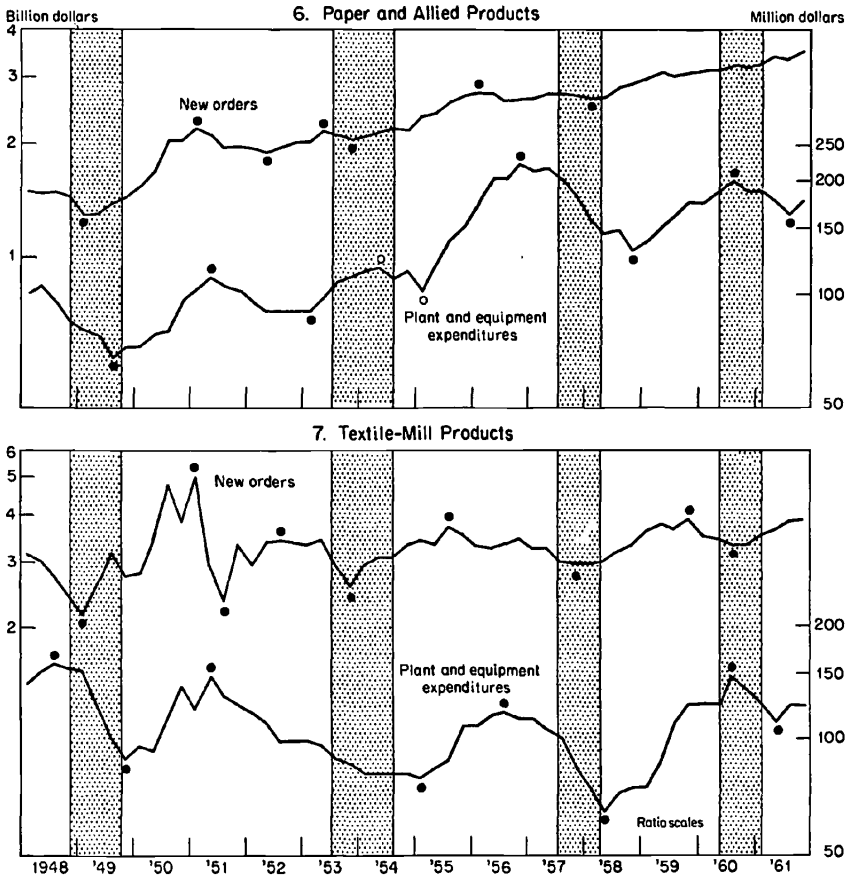 6. Paper and Allied Products
Billion dollars
Million dollars
4
3
2
1
New orders
250
200
150
100
50
Plant and equipment
expenditures
7. Textile-Mill Products
6
5
4
3
2
New orders
200
150
100
50
Plant and equipment
expenditures
Ratio scales
1948 '49 '50 '51 '52 '53 '54 '55 '56 '57 '58 '59 '60 '61